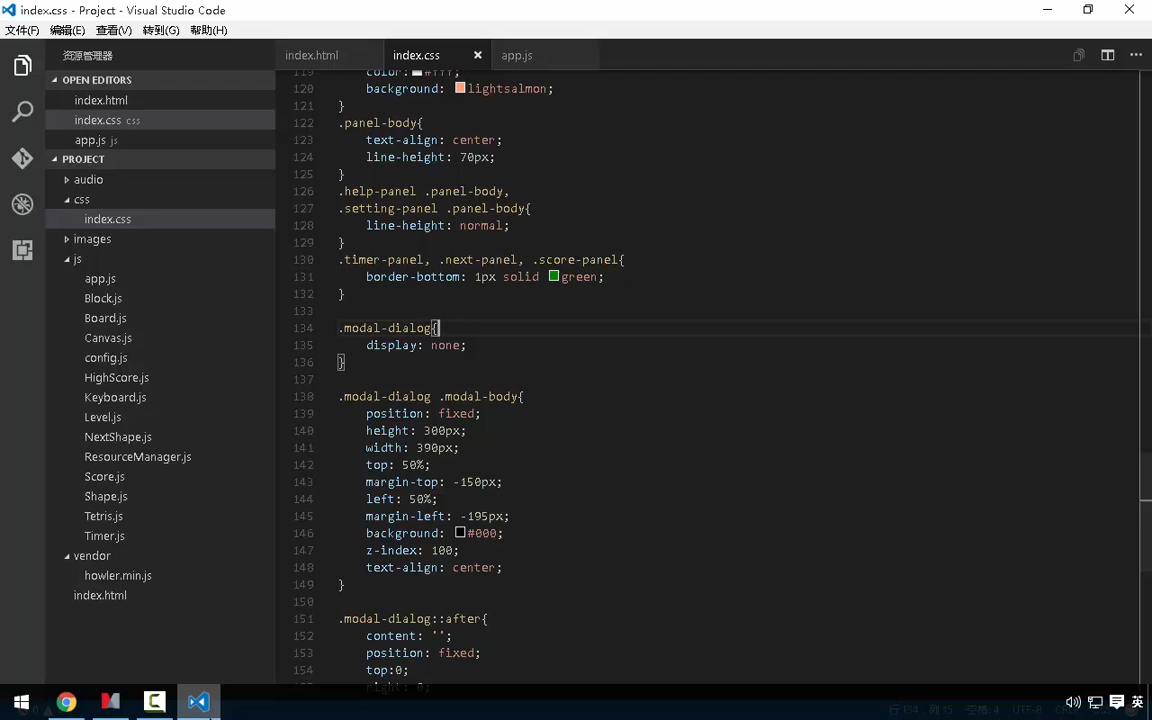 index.css - Project - Visual Studio Code
文件(F) 编辑(E) 查看(V) 转到(G) 帮助(H)
资源管理器
index.html index.css app.js
OPEN EDITORS
index.html
index.css css
app.js js
PROJECT
audio
css
index.css
images
js
app.js
Block.js
Board.js
Canvas.js
config.js
HighScore.js
Keyboard.js
Level.js
NextShape.js
ResourceManager.js
Score.js
Shape.js
Tetris.js
Timer.js
vendor
howler.min.js
index.html
119 color: #fff;
120 background: lightsalmon;
121 }
122 .panel-body{
123 text-align: center;
124 line-height: 70px;
125 }
126 .help-panel .panel-body,
127 .setting-panel .panel-body{
128 line-height: normal;
129 }
130 .timer-panel, .next-panel, .score-panel{
131 border-bottom: 1px solid green;
132 }
133
134 .modal-dialog{
135 display: none;
136 }
137
138 .modal-dialog .modal-body{
139 position: fixed;
140 height: 300px;
141 width: 390px;
142 top: 50%;
143 margin-top: -150px;
144 left: 50%;
145 margin-left: -195px;
146 background: #000;
147 z-index: 100;
148 text-align: center;
149 }
150
151 .modal-dialog::after{
152 content: '';
153 position: fixed;
154 top:0;
right: 0;
英